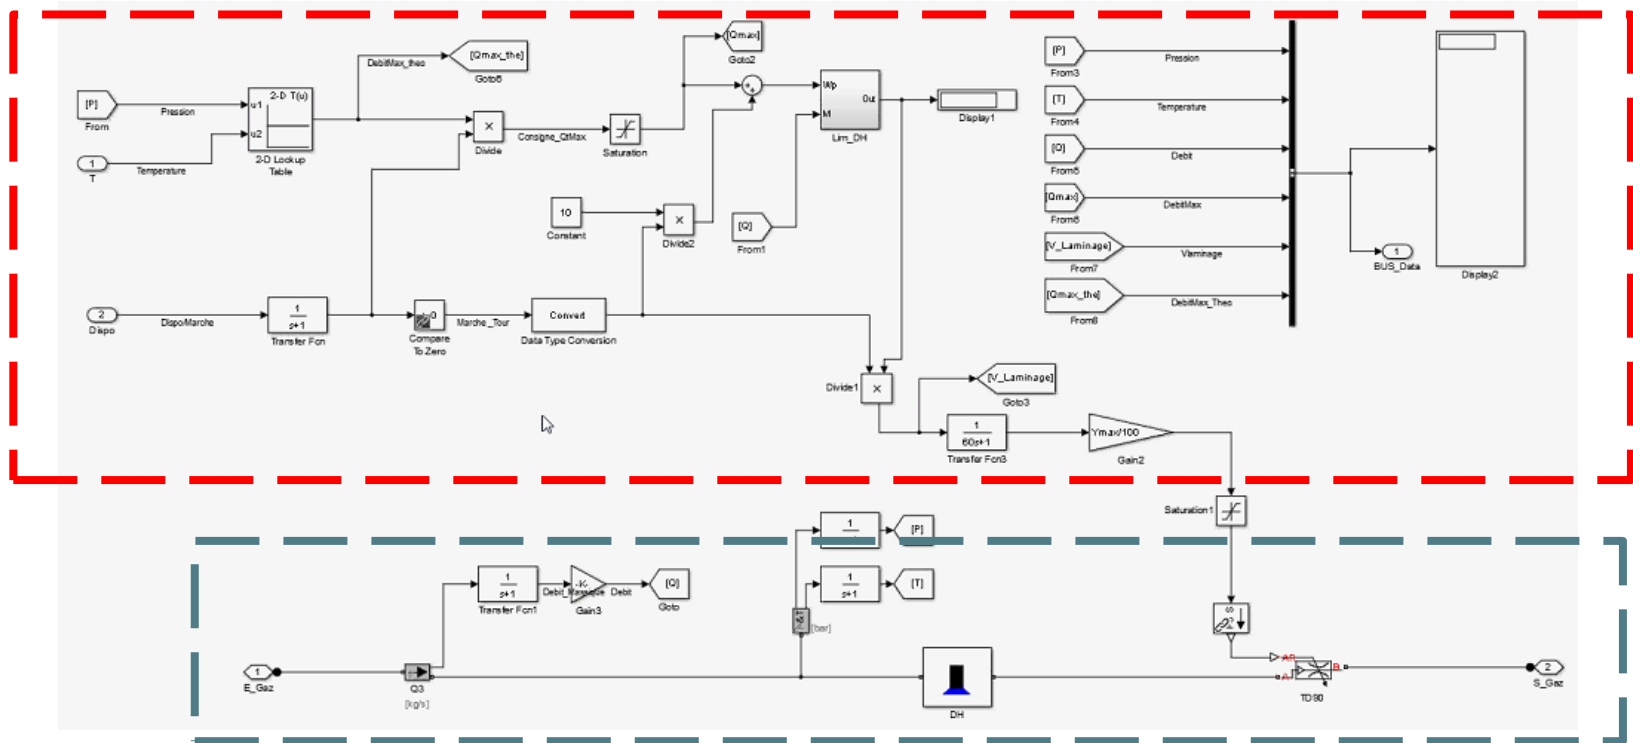 [Qmax]
Goto2
[Qmax_the]
Goto6
DebitMax_theo
[P]
From
Pression
2-D T(u)
u1
u2
2-D Lookup
Table
1
T
Temperature
×
Divide
Consigne_QtMax
Saturation
Wp
M
Out
Lim_DH
Display1
10
Constant
×
Divide2
[Q]
From1
2
Dispo
DispoMarche
1
s+1
Transfer Fcn
Compare
To Zero
Marche_Tour
Convert
Data Type Conversion
Divide1
×
[V_Laminage]
Goto3
1
60s+1
Transfer Fcn3
Ymax/100
Gain2
[P]
From3
Pression
[T]
From4
Temperature
[Q]
From5
Debit
[Qmax]
From6
DebitMax
[V_Laminage]
From7
Vlaminage
[Qmax_the]
From8
DebitMax_Theo
1
BUS_Data
Display2
Saturation1
1
[P]
1
s+1
[T]
1
s+1
Transfer Fcn1
Debit_Massique
-K-
Gain3
Debit
[Q]
Goto
[bar]
1
E_Gaz
Q3
[kg/s]
DH
AR
A
B
TD90
2
S_Gaz